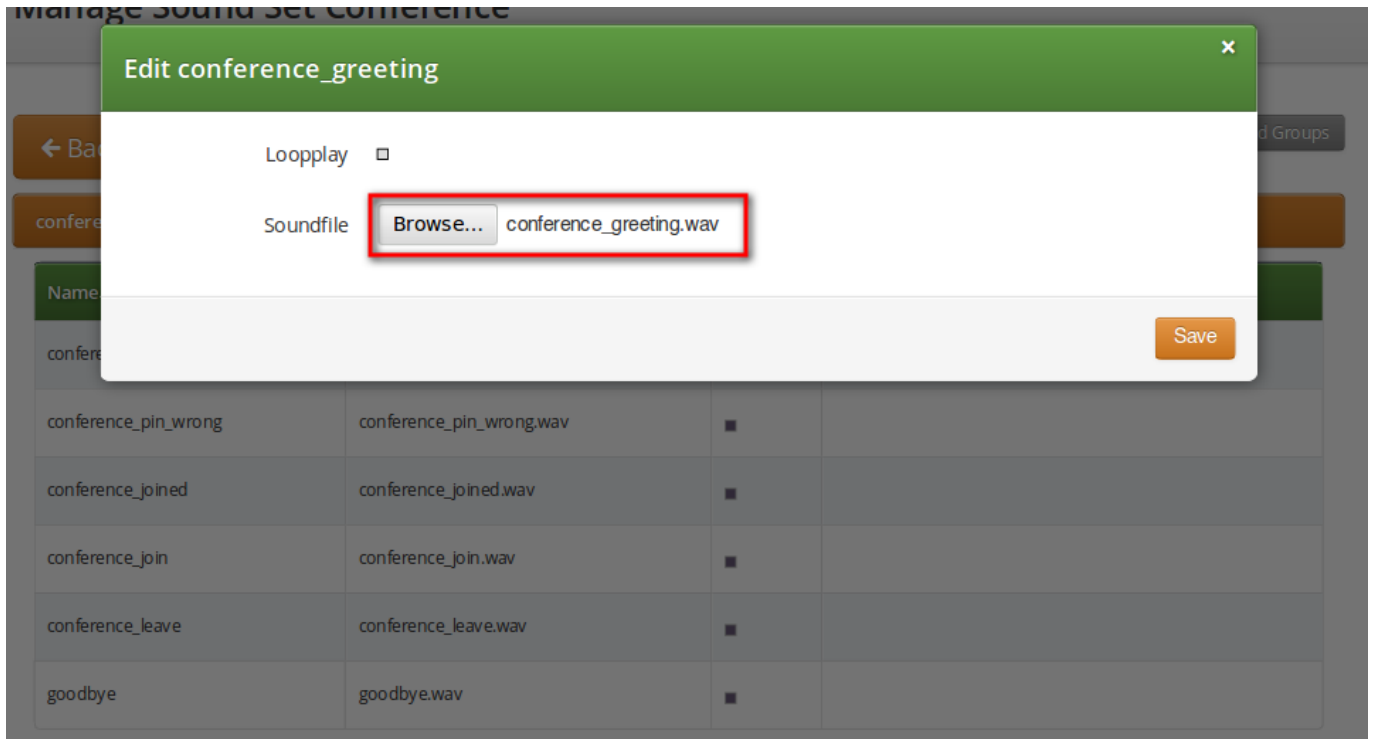 Manage Sound Set Conference
Edit conference_greeting
×
Loopplay
Soundfile
Browse...
conference_greeting.wav
Save
Groups
Name
conference_pin_wrong
conference_pin_wrong.wav
conference_joined
conference_joined.wav
conference_join
conference_join.wav
conference_leave
conference_leave.wav
goodbye
goodbye.wav